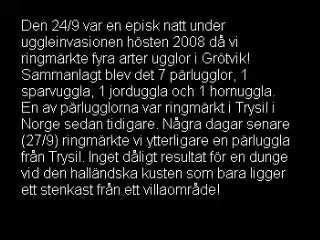 Den 24/9 var en episk natt under
uggleinvasionen hösten 2008 då vi
ringmärkte fyra arter ugglor i Grötvik!
Sammanlagt blev det 7 pärlugglor, 1
sparvuggla, 1 jorduggla och 1 hornuggla.
En av pärlugglorna var ringmärkt i Trysil i
Norge sedan tidigare. Några dagar senare
(27/9) ringmärkte vi ytterligare en pärluggla
från Trysil. Inget dåligt resultat för en dunge
vid den halländska kusten som bara ligger
ett stenkast från ett villaområde!